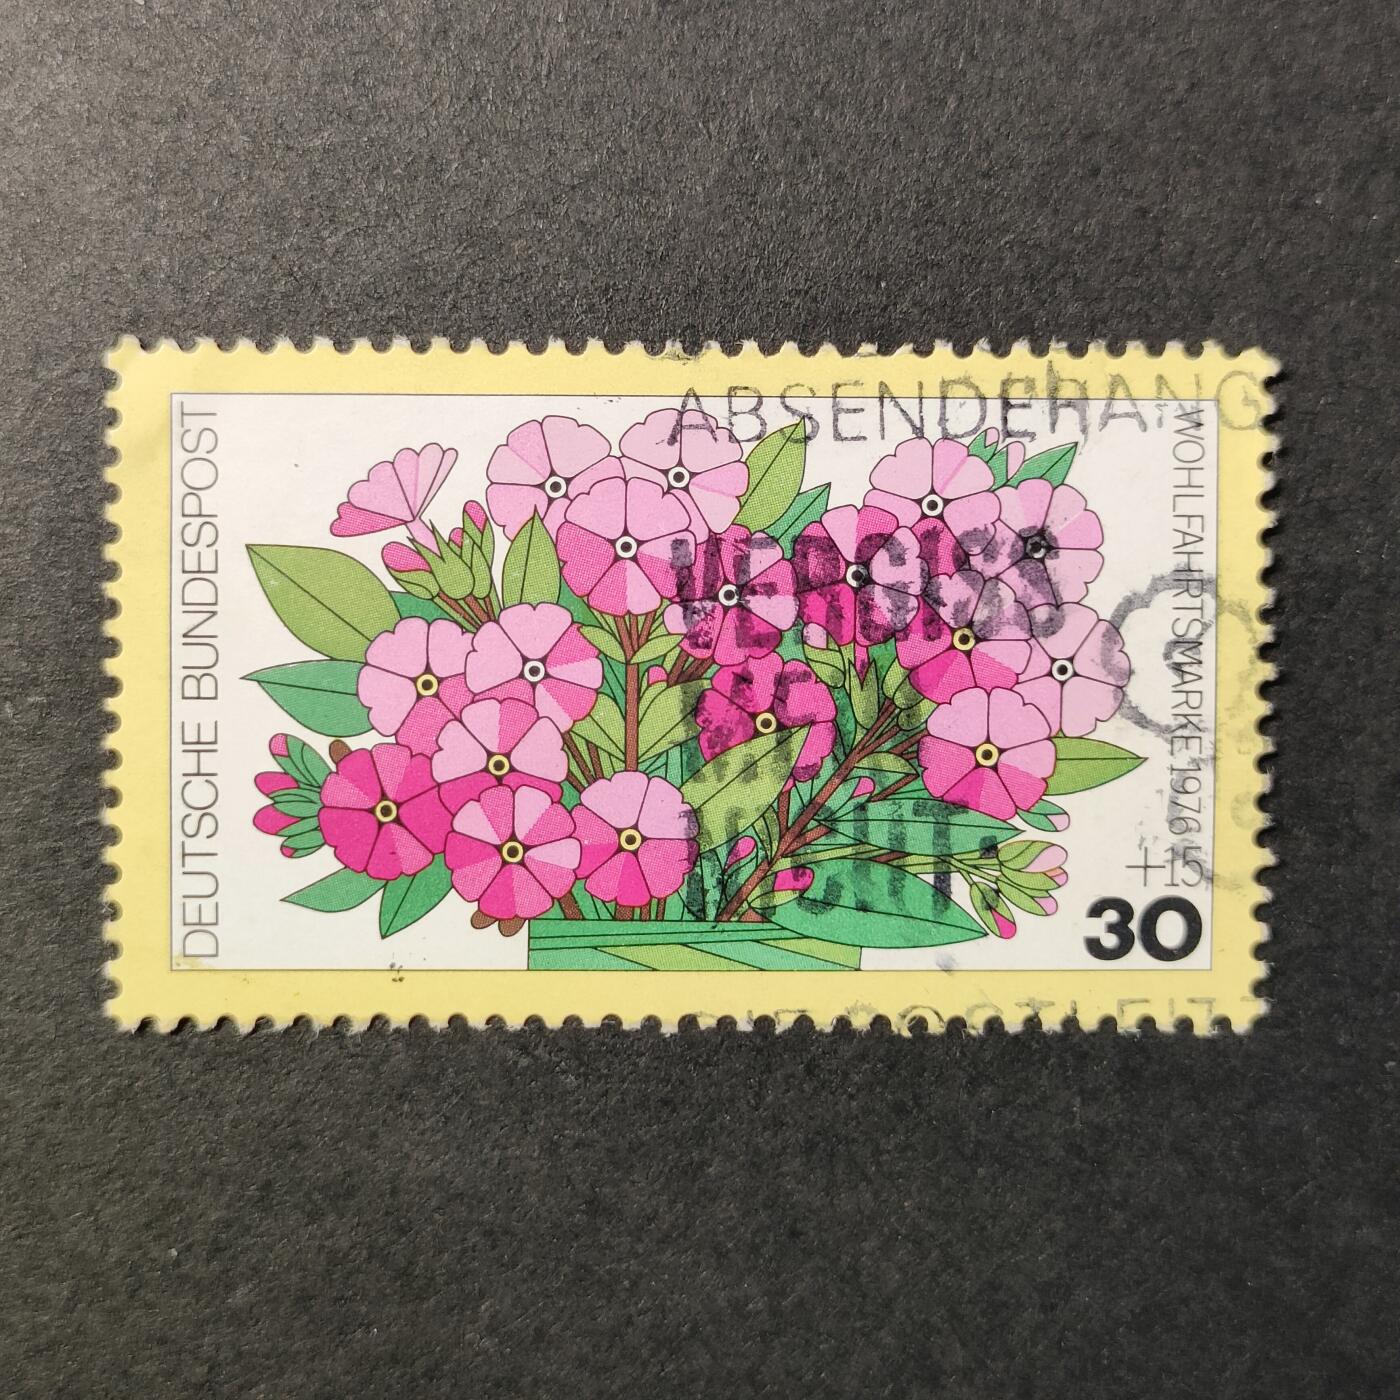 DEUTSCHE BUNDESPOST
WOHLFAHRTSMARKE 1976
+15
30
ABSENDERANG